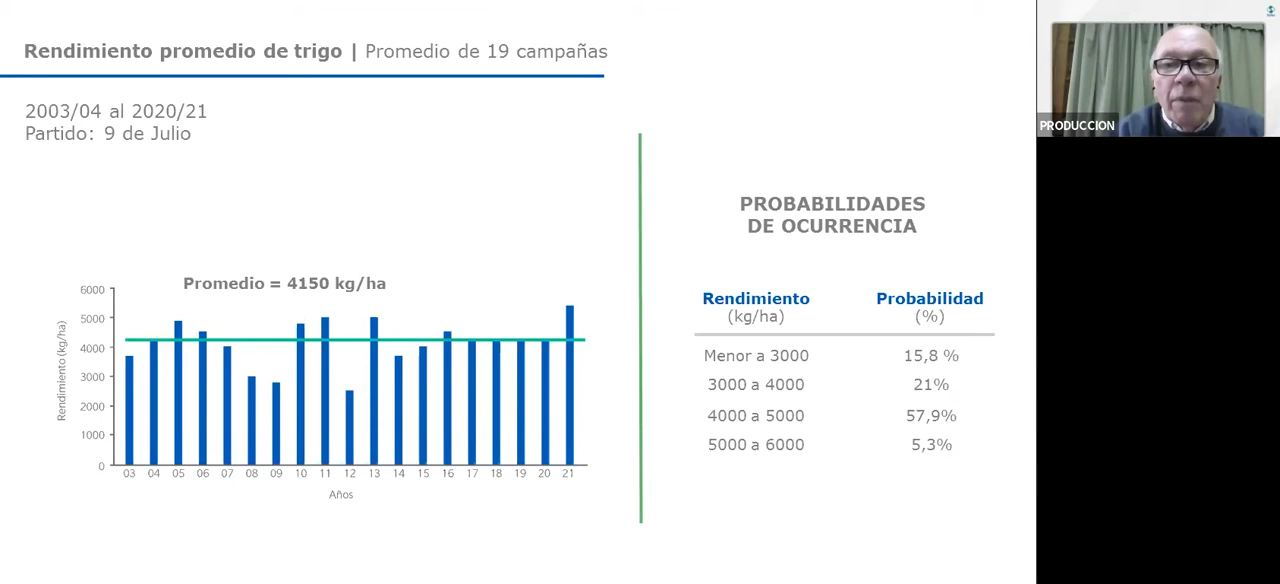 Rendimiento promedio de trigo | Promedio de 19 campañas
2003/04 al 2020/21
Partido: 9 de Julio
Promedio = 4150 kg/ha
Rendimiento (kg/ha)
6000
5000
4000
3000
2000
1000
0
03 04 05 06 07 08 09 10 11 12 13 14 15 16 17 18 19 20 21
Años
PROBABILIDADES
DE OCURRENCIA
Rendimiento Probabilidad
(kg/ha) (%)
Menor a 3000 15,8 %
3000 a 4000 21%
4000 a 5000 57,9%
5000 a 6000 5,3%
PRODUCCION